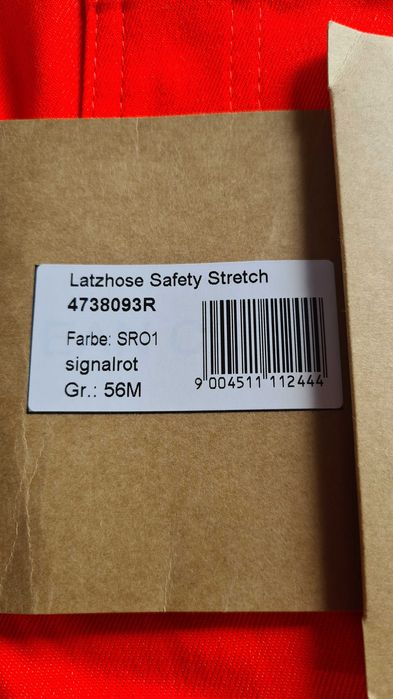 Latzhose Safety Stretch
4738093R
Farbe: SRO1
signalrot
Gr.: 56M
9 004511 112444